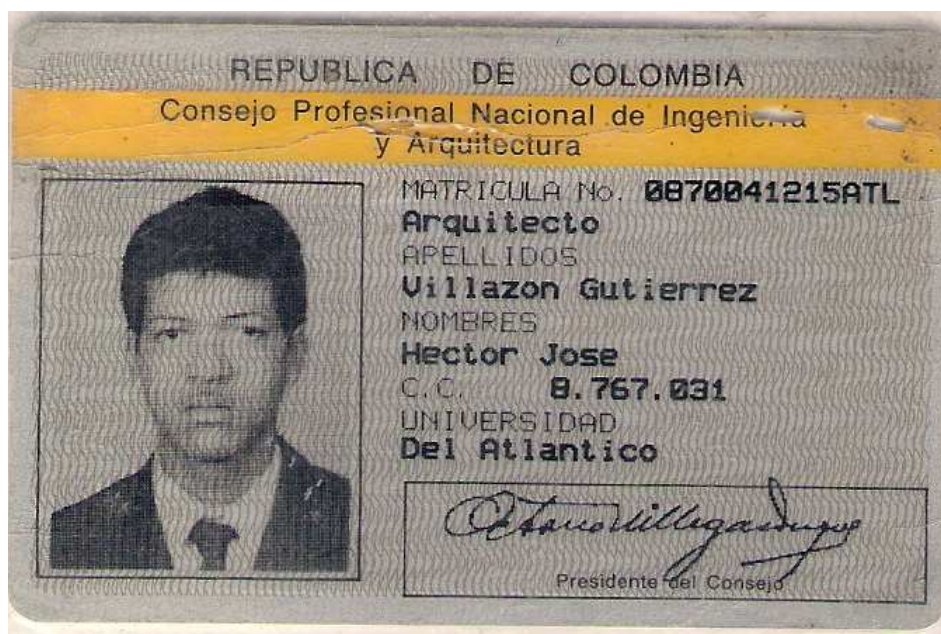 REPUBLICA DE COLOMBIA
Consejo Profesional Nacional de Ingenieria
y Arquitectura
MATRICULA No. 0870041215ATL
Arquitecto
APELLIDOS
Villazon Gutierrez
NOMBRES
Hector Jose
C.C. 8.767.031
UNIVERSIDAD
Del Atlantico
Presidente del Consejo